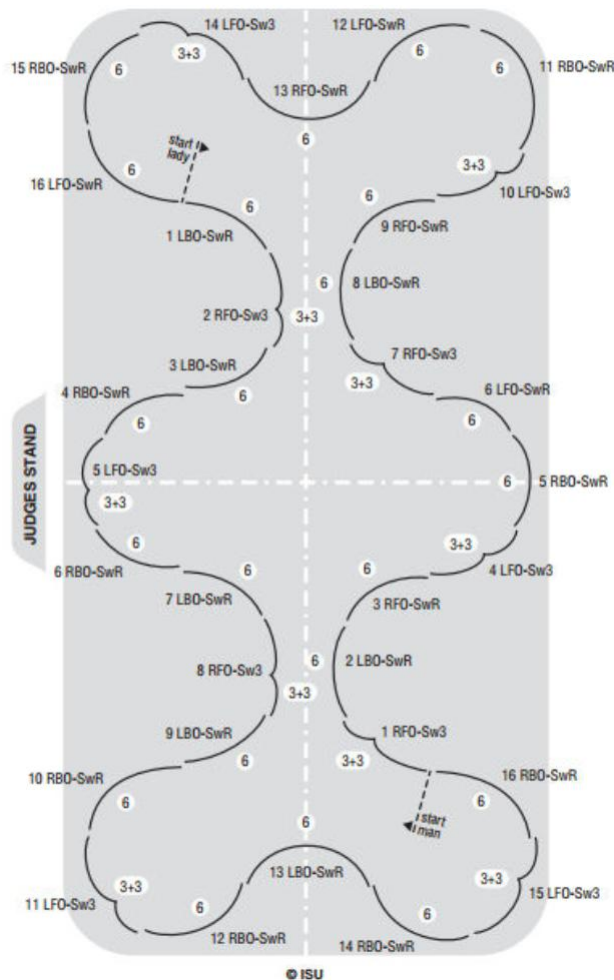 14 LFO-Sw3
12 LFO-SwR
3+3
15 RBO-SwR
6
6
6
11 RBO-SwR
13 RFO-SwR
6
start
lady
3+3
6
16 LFO-SwR
10 LFO-Sw3
6
6
1 LBO-SwR
9 RFO-SwR
6
8 LBO-SwR
2 RFO-Sw3
3+3
7 RFO-Sw3
3 LBO-SwR
3+3
6
4 RBO-SwR
6 LFO-SwR
6
6
JUDGES STAND
5 LFO-Sw3
6
5 RBO-SwR
3+3
6
3+3
6 RBO-SwR
4 LFO-Sw3
6
6
7 LBO-SwR
3 RFO-SwR
6
2 LBO-SwR
8 RFO-Sw3
3+3
9 LBO-SwR
1 RFO-Sw3
6
3+3
10 RBO-SwR
16 RBO-SwR
6
6
start
man
6
13 LBO-SwR
3+3
3+3
11 LFO-Sw3
15 LFO-Sw3
6
6
12 RBO-SwR
14 RBO-SwR
© ISU